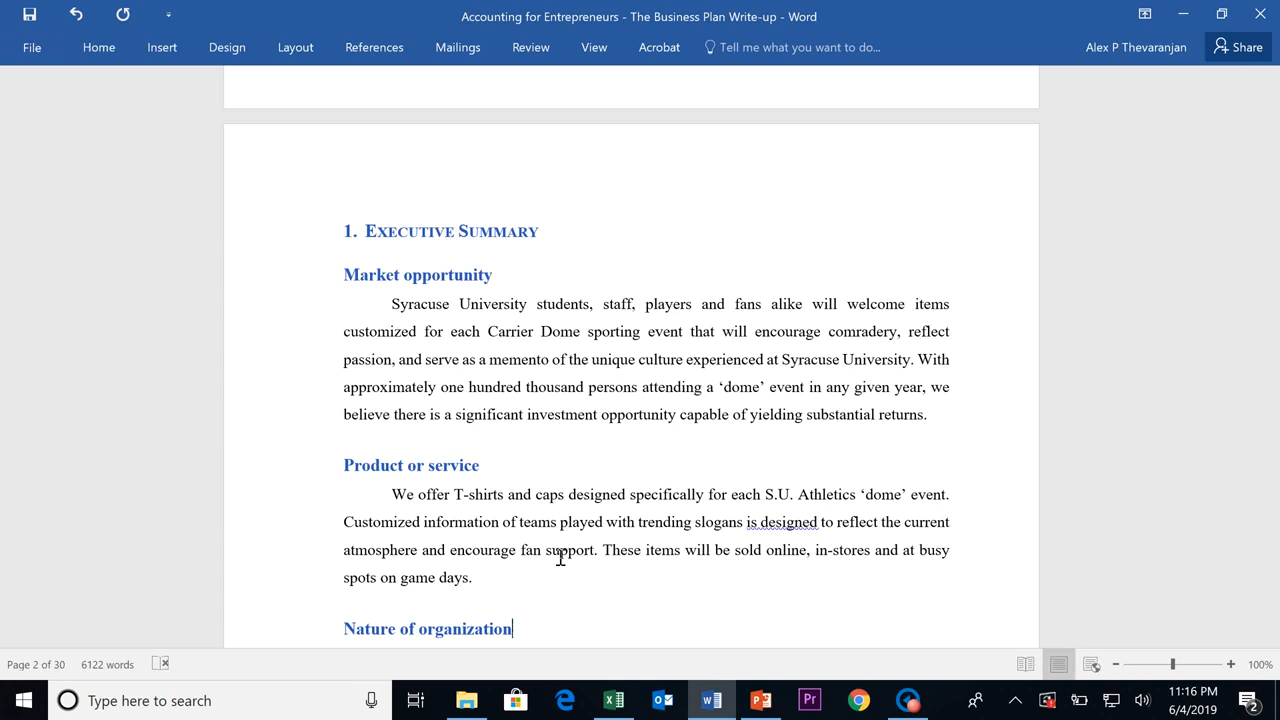 Accounting for Entrepreneurs - The Business Plan Write-up - Word
File Home Insert Design Layout References Mailings Review View Acrobat Tell me what you want to do... Alex P Thevaranjan Share
1. EXECUTIVE SUMMARY
Market opportunity
Syracuse University students, staff, players and fans alike will welcome items
customized for each Carrier Dome sporting event that will encourage comradery, reflect
passion, and serve as a memento of the unique culture experienced at Syracuse University. With
approximately one hundred thousand persons attending a ‘dome’ event in any given year, we
believe there is a significant investment opportunity capable of yielding substantial returns.
Product or service
We offer T-shirts and caps designed specifically for each S.U. Athletics ‘dome’ event.
Customized information of teams played with trending slogans is designed to reflect the current
atmosphere and encourage fan support. These items will be sold online, in-stores and at busy
spots on game days.
Nature of organization
Page 2 of 30 6122 words 100%
Type here to search
Pr
11:16 PM
6/4/2019
2